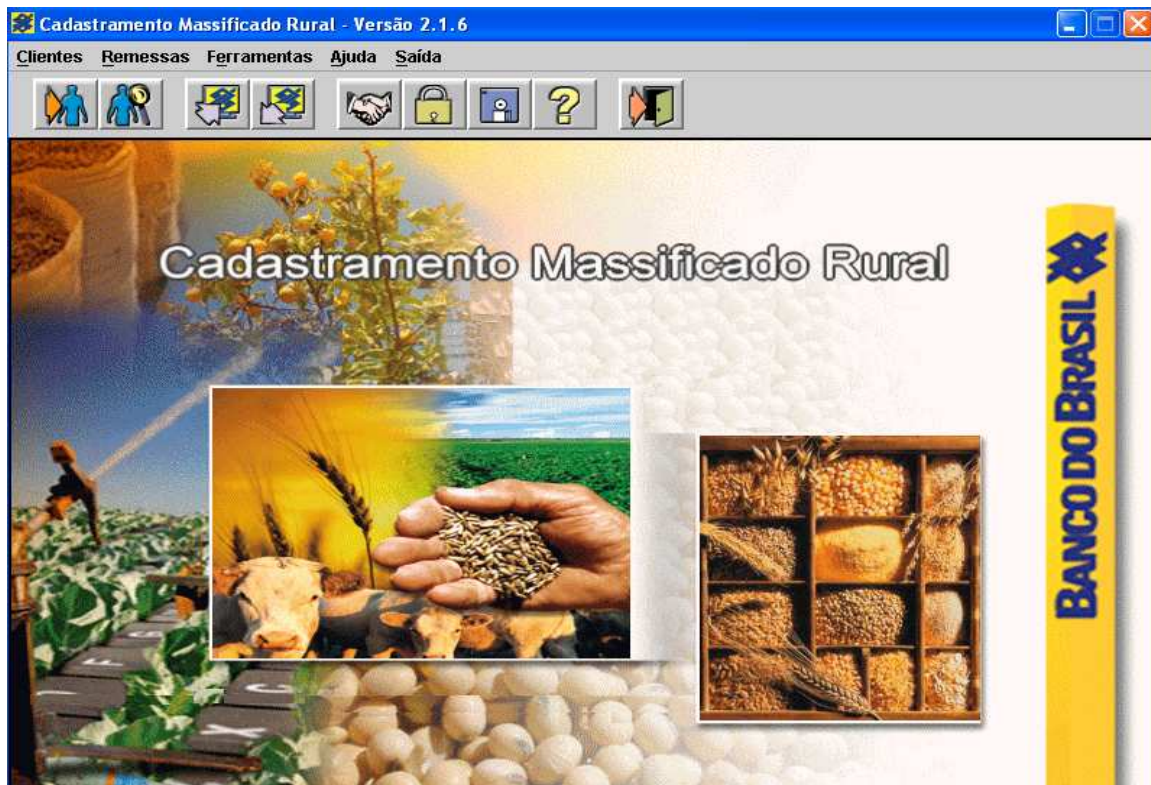 Cadastramento Massificado Rural - Versão 2.1.6
Clientes Remessas Ferramentas Ajuda Saída
?
Cadastramento Massificado Rural
BANCO DO BRASIL
F
G
X
C